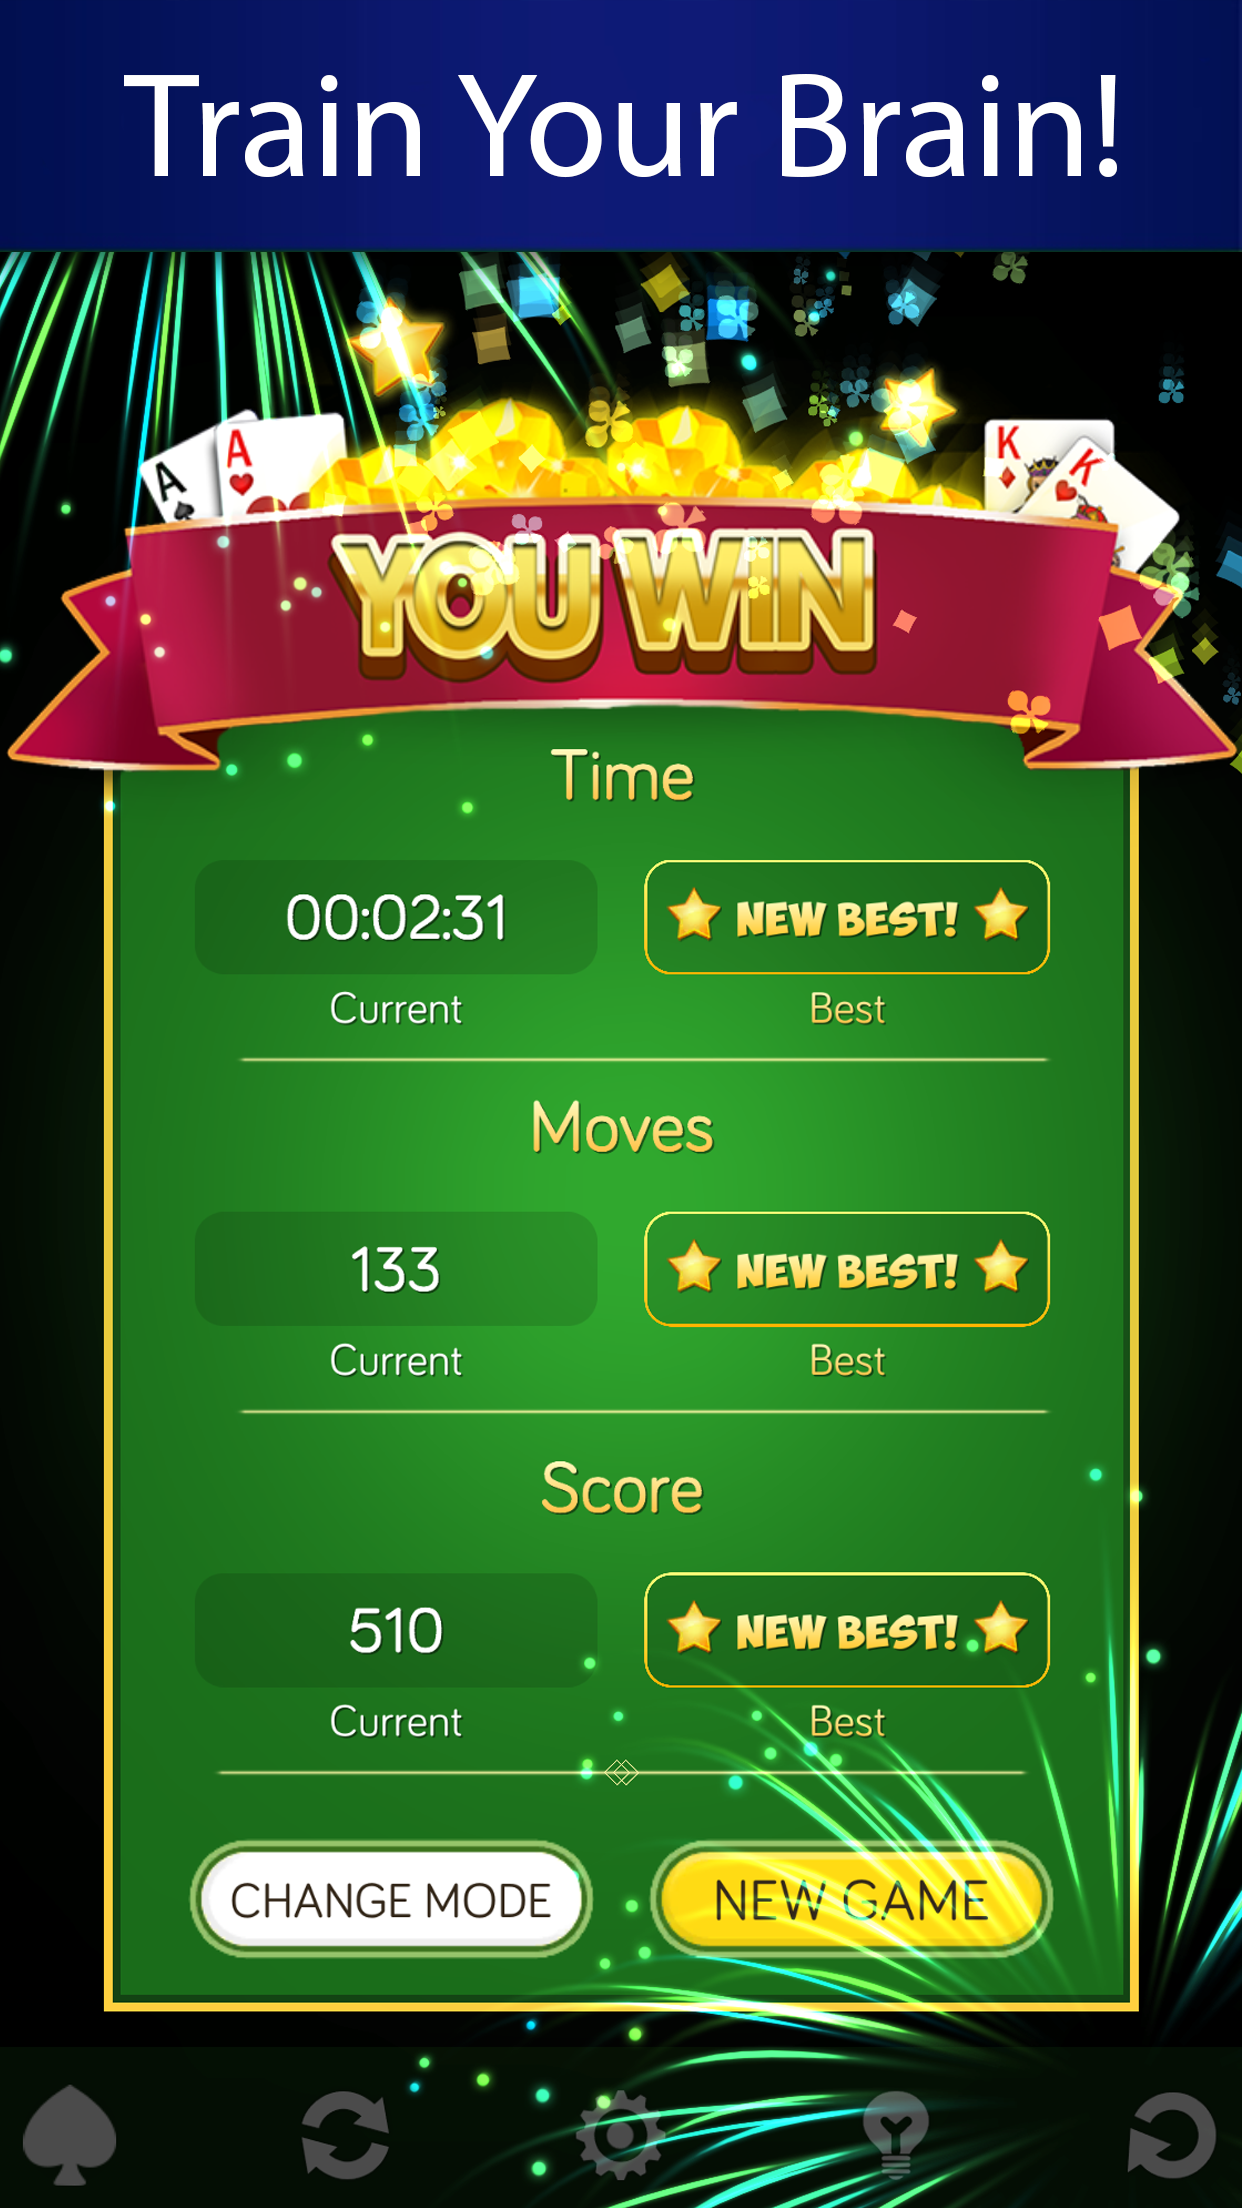 Train Your Brain!
A
A
K
K
YOU WIN
Time
00:02:31
NEW BEST!
Current
Best
Moves
133
NEW BEST!
Current
Best
Score
510
NEW BEST!
Current
Best
CHANGE MODE
NEW GAME